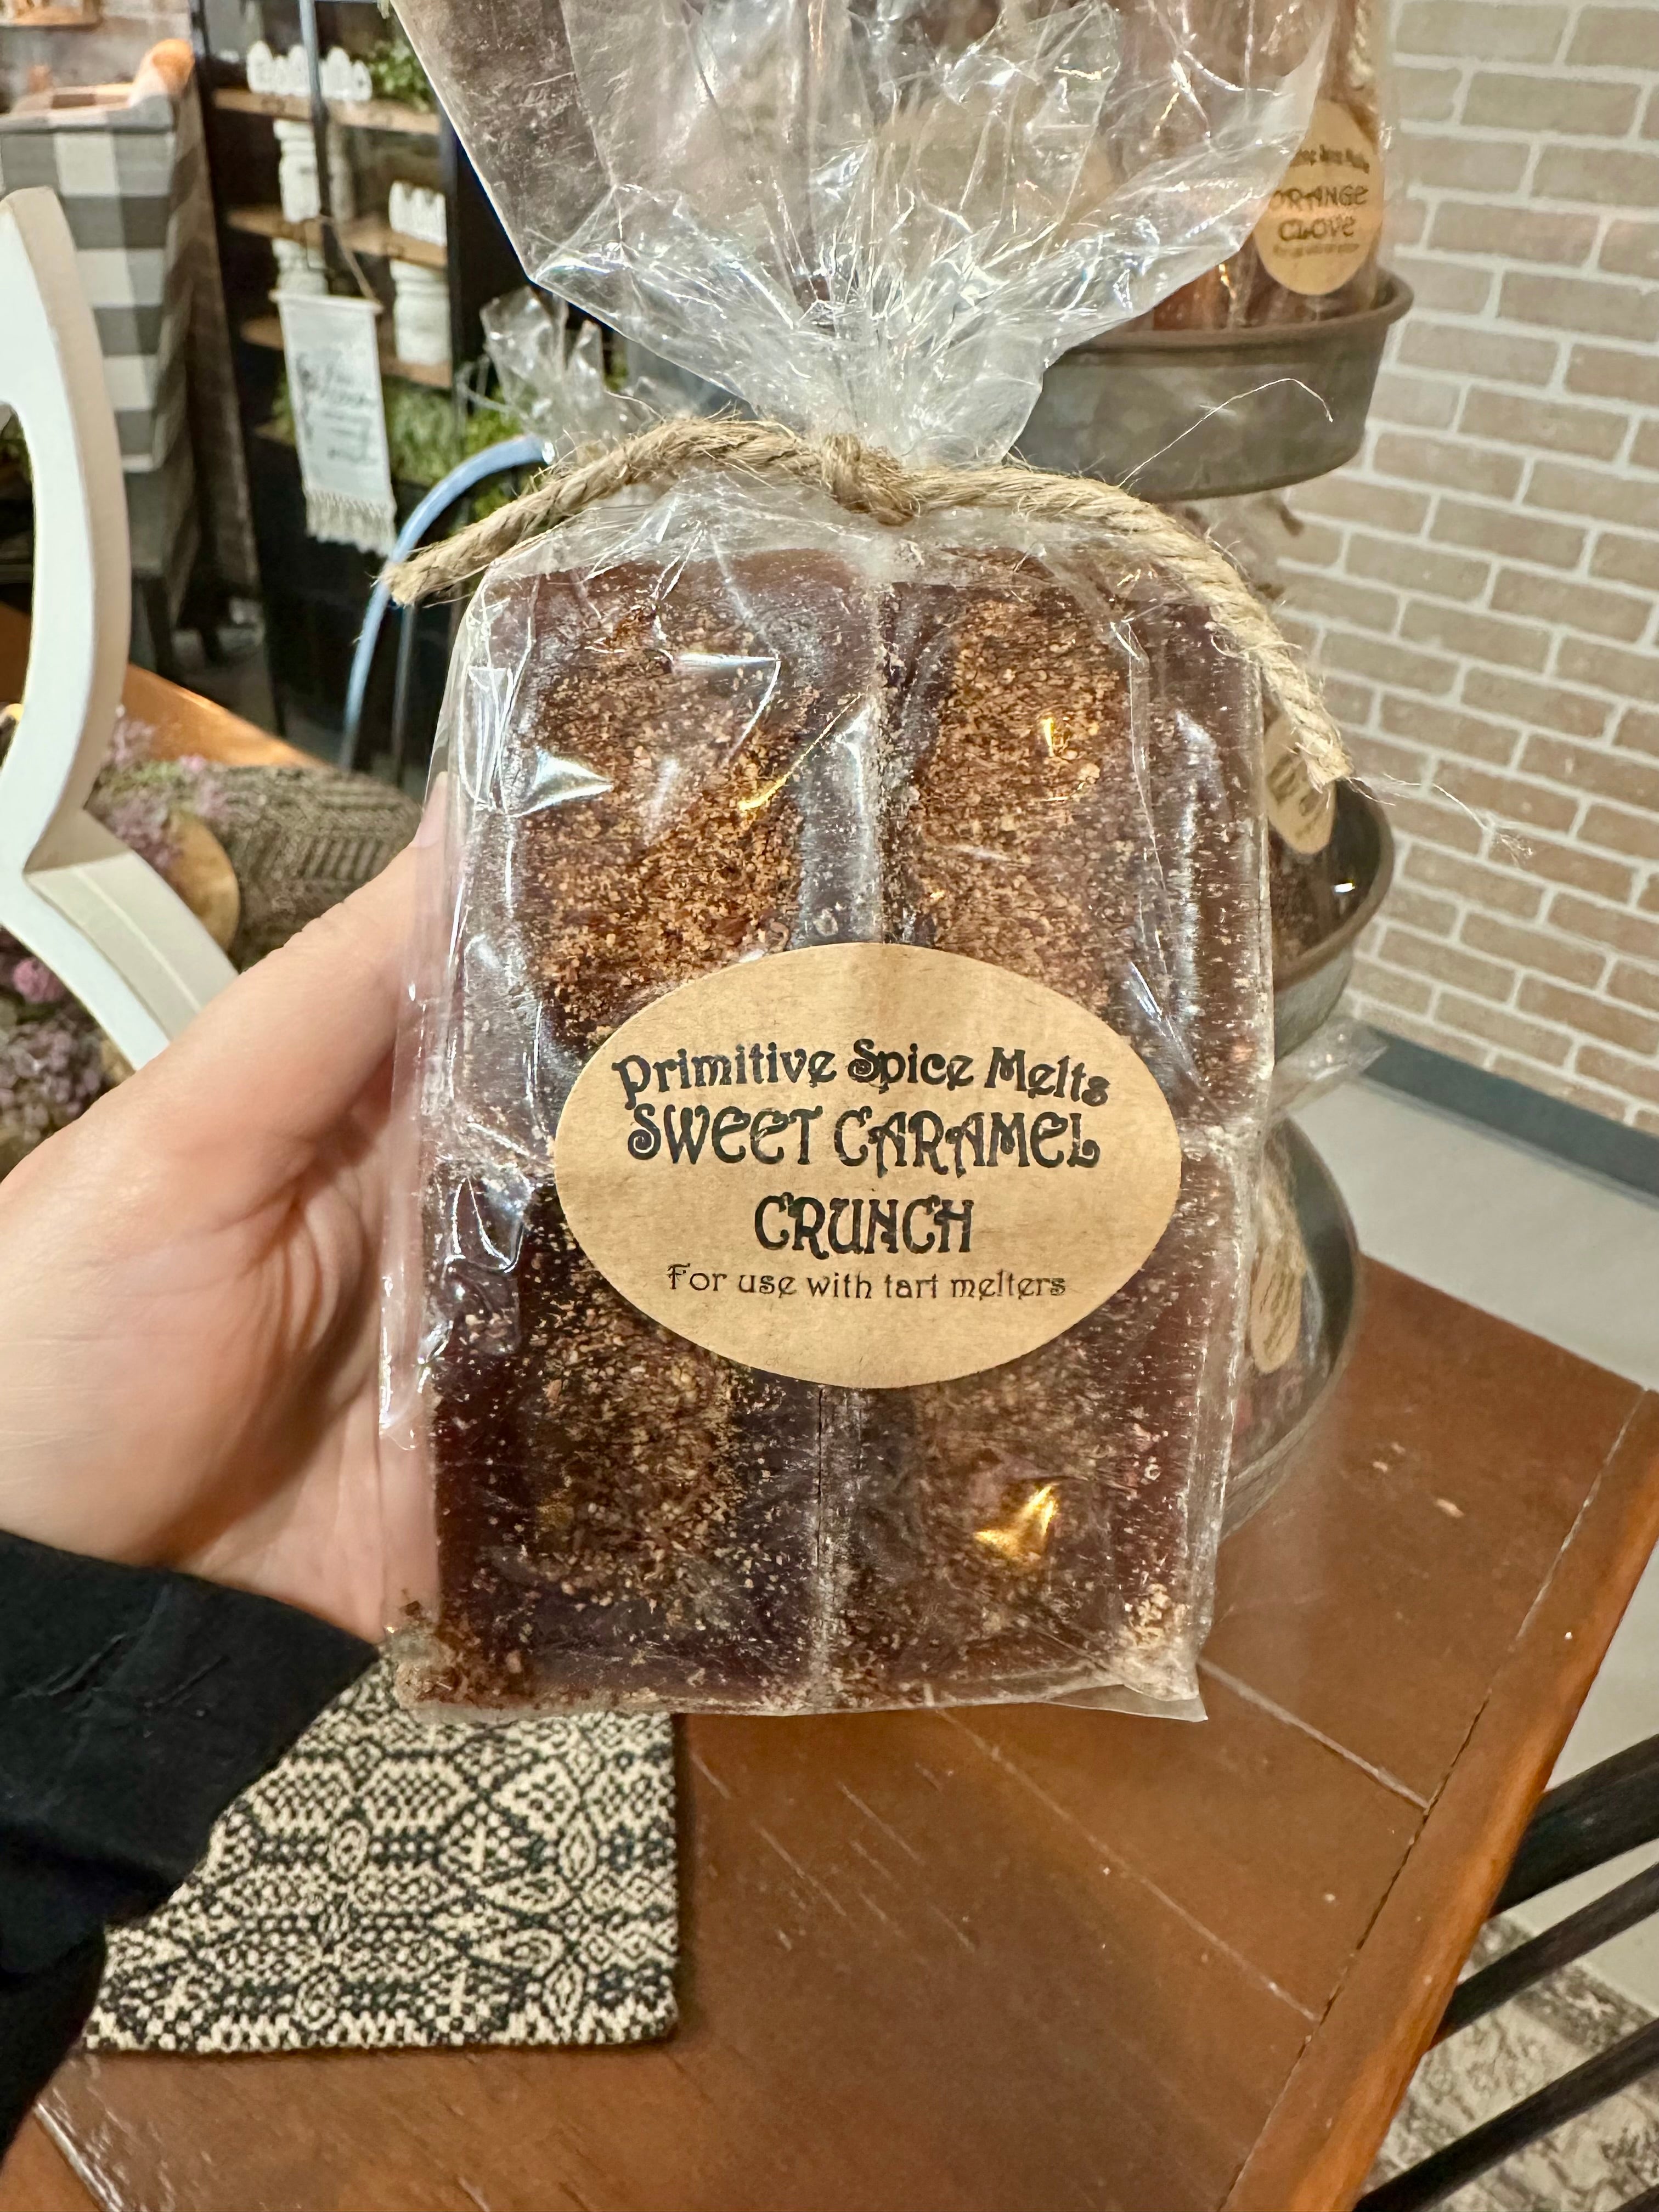 ORANGE
CLOVE
Primitive Spice Melts
SWEET CARAMEL
CRUNCH
For use with tart melters